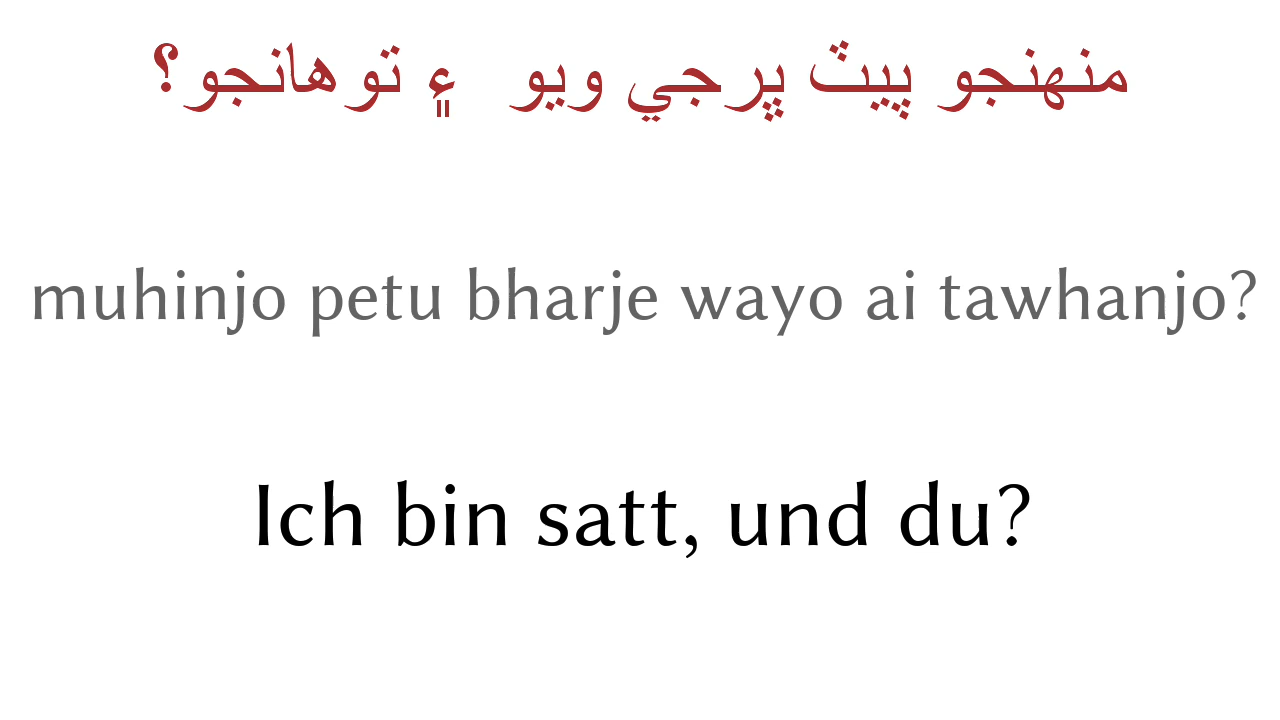 منهنجو پيٽ ڀرجي ويو ۽ توهانجو؟
muhinjo petu bharje wayo ai tawhanjo?
Ich bin satt, und du?